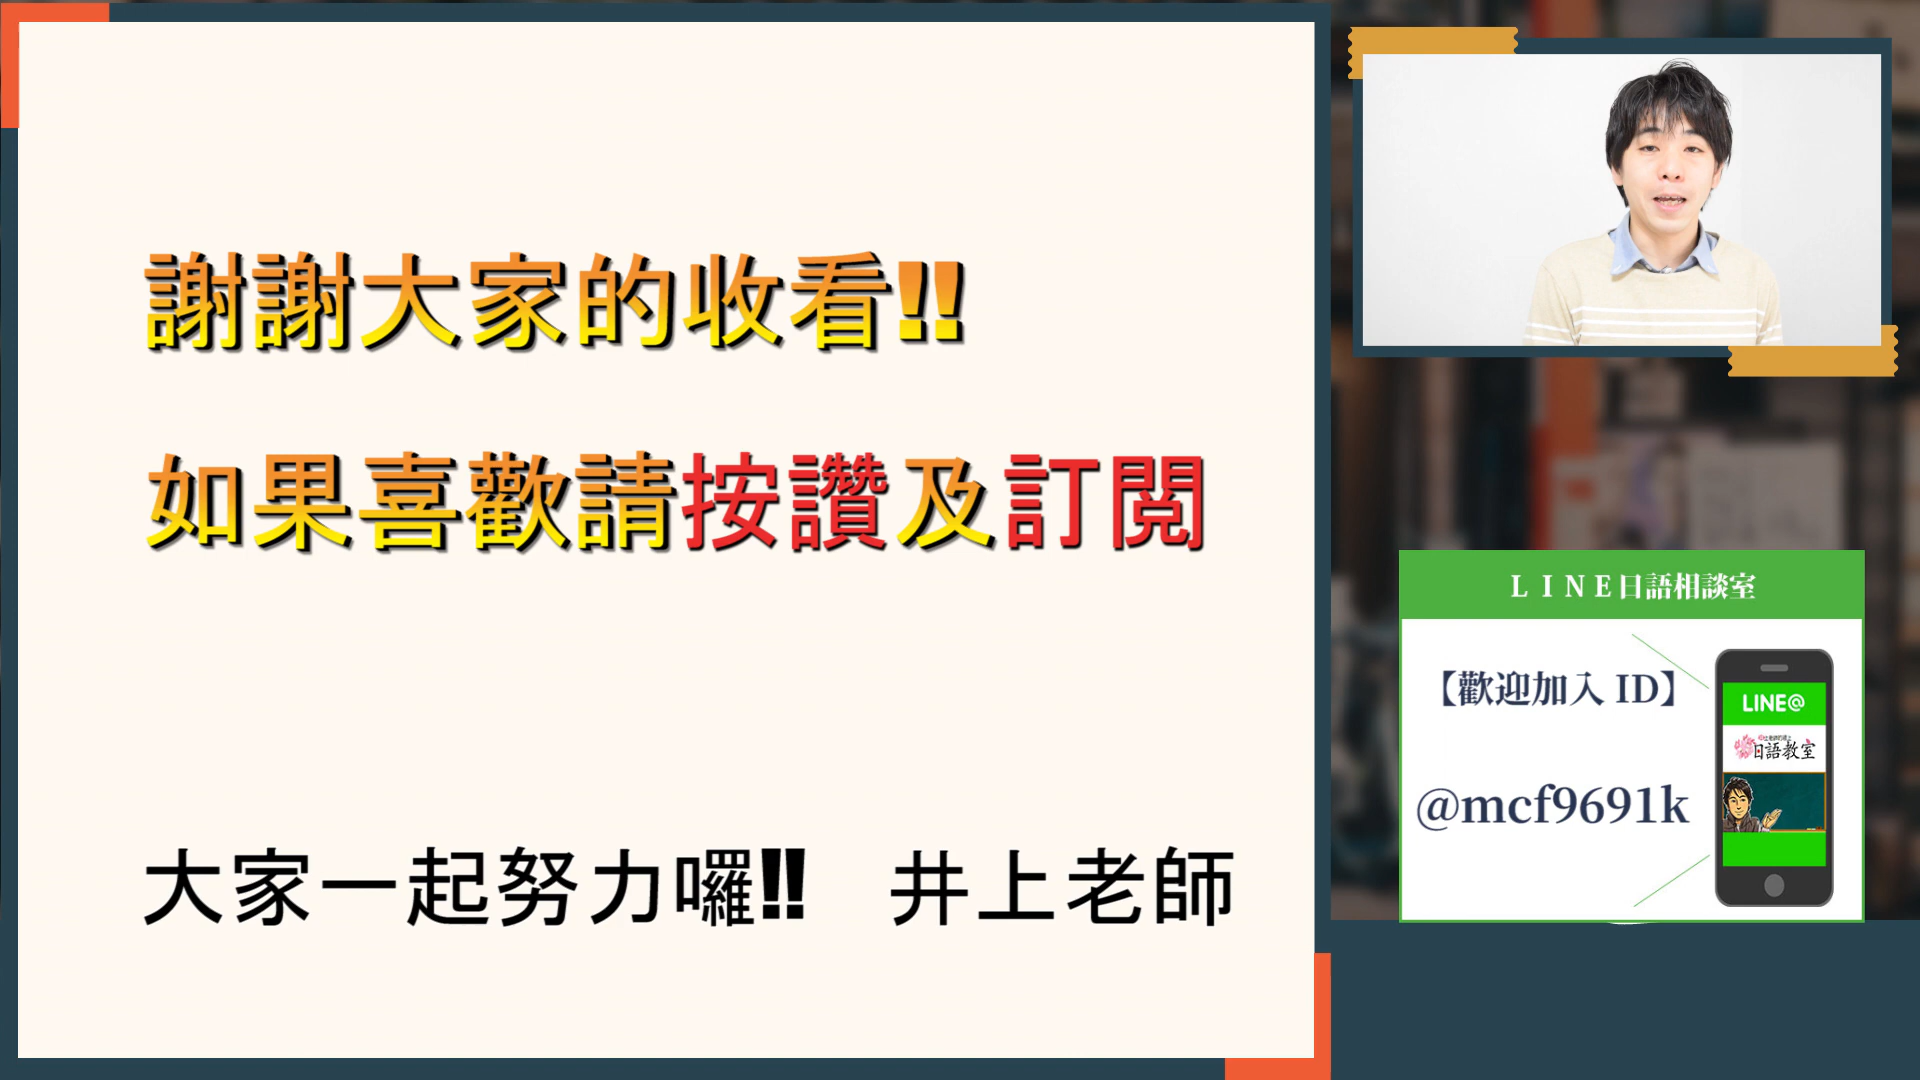 謝謝大家的收看!!
如果喜歡請按讚及訂閱
大家一起努力囉!! 井上老師
ＬＩＮＥ日語相談室
【歡迎加入 ID】
@mcf9691k
LINE@
日語教室